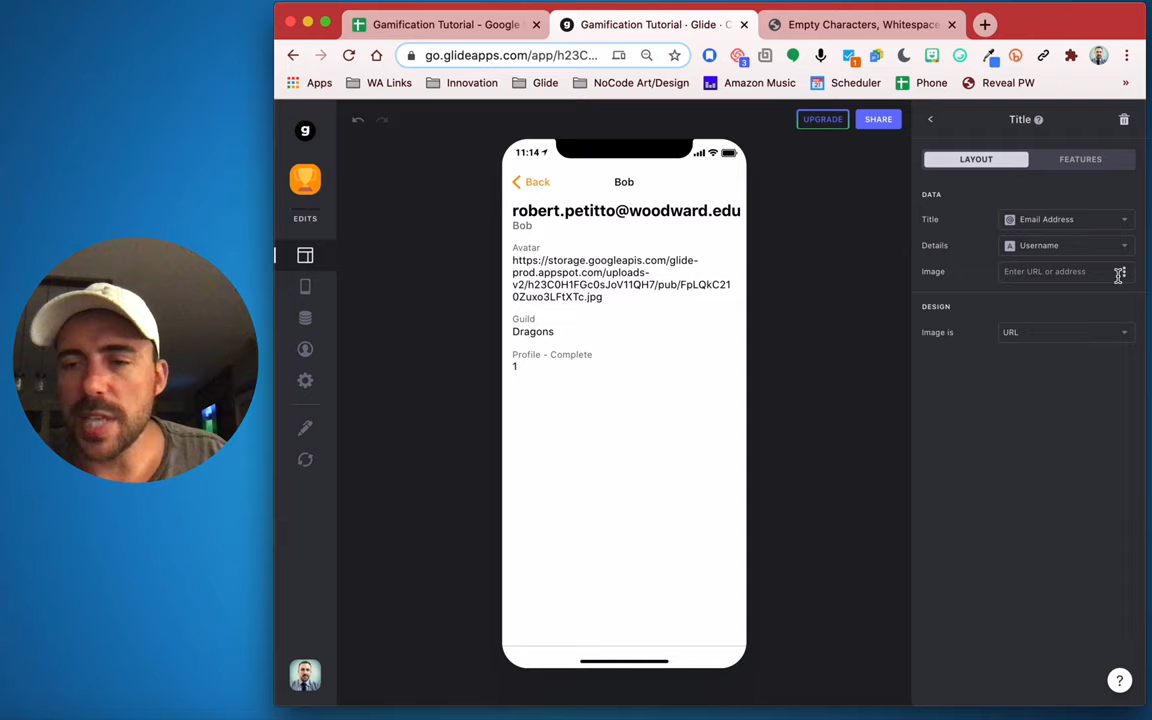 Gamification Tutorial - Google
Gamification Tutorial · Glide · C
Empty Characters, Whitespace
go.glideapps.com/app/h23C...
3
1
Apps
WA Links
Innovation
Glide
NoCode Art/Design
Amazon Music
Scheduler
Phone
Reveal PW
»
g
EDITS
UPGRADE
SHARE
Title
LAYOUT
FEATURES
DATA
Title
Email Address
Details
A Username
Image
Enter URL or address
DESIGN
Image is
URL
11:14
Back
Bob
robert.petitto@woodward.edu
Bob
Avatar
https://storage.googleapis.com/glide-
prod.appspot.com/uploads-
v2/h23C0H1FGc0sJoV11QH7/pub/FpLQkC21
0Zuxo3LFtXTc.jpg
Guild
Dragons
Profile - Complete
1
?